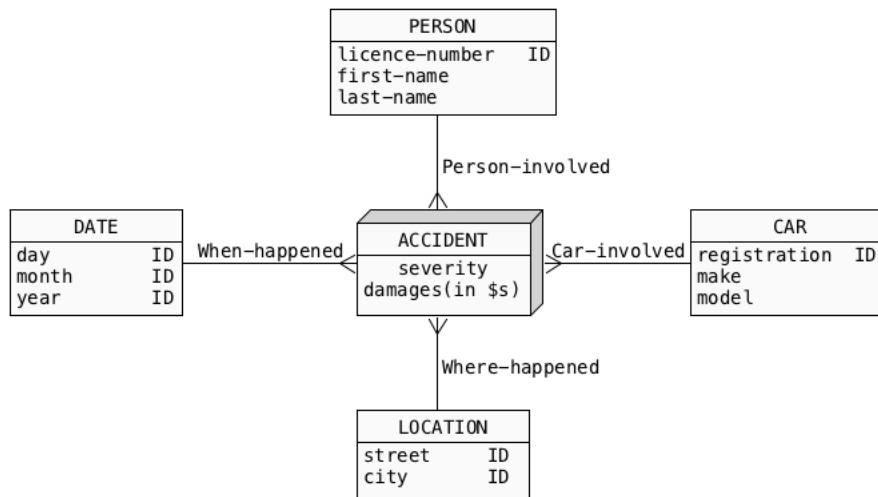 PERSON
licence-number ID
first-name
last-name
Person-involved
DATE
day ID
month ID
year ID
When-happened
ACCIDENT
severity
damages(in $s)
Car-involved
CAR
registration ID
make
model
Where-happened
LOCATION
street ID
city ID